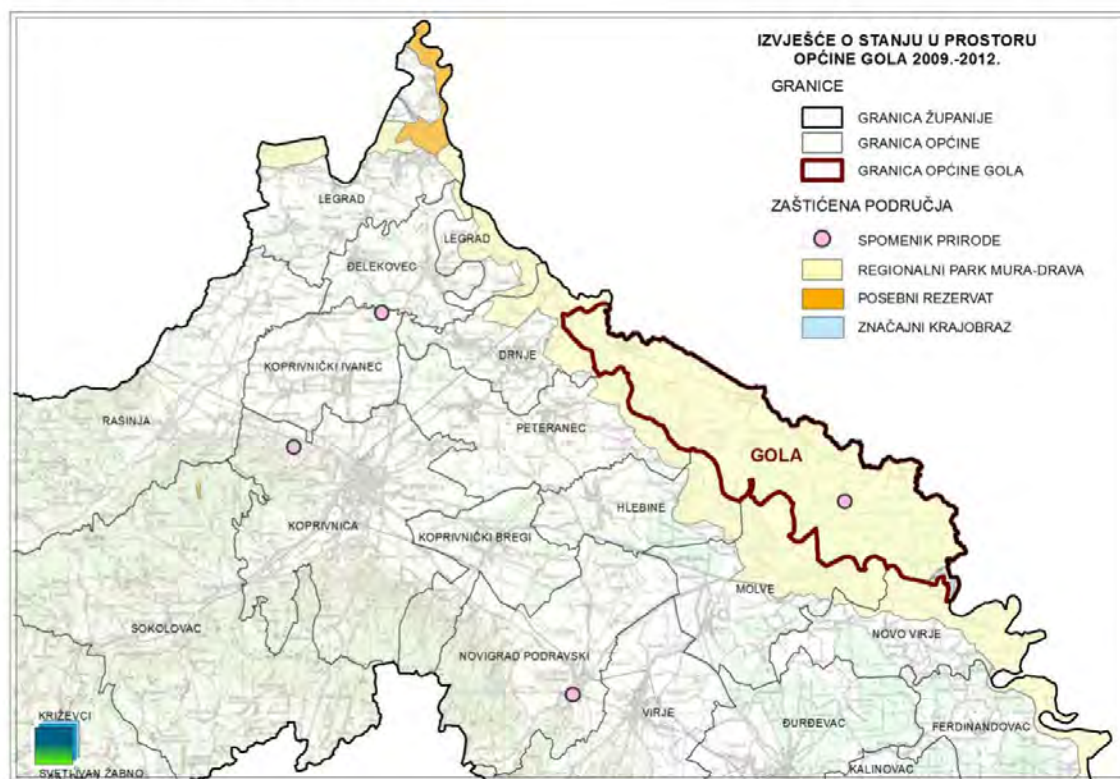 IZVJEŠĆE O STANJU U PROSTORU
OPĆINE GOLA 2009.-2012.
GRANICE
GRANICA ŽUPANIJE
GRANICA OPĆINE
GRANICA OPĆINE GOLA
ZAŠTIĆENA PODRUČJA
SPOMENIK PRIRODE
REGIONALNI PARK MURA-DRAVA
POSEBNI REZERVAT
ZNAČAJNI KRAJOBRAZ
LEGRAD
LEGRAD
ĐELEKOVEC
DRNJE
KOPRIVNIČKI IVANEC
RASINJA
PETERANEC
GOLA
HLEBINE
KOPRIVNICA
KOPRIVNIČKI BREGI
MOLVE
SOKOLOVAC
NOVO VIRJE
NOVIGRAD PODRAVSKI
KRIŽEVCI
VIRJE
ĐURĐEVAC
FERDINANDOVAC
KALINOVAC
SVETI IVAN ŽABNO